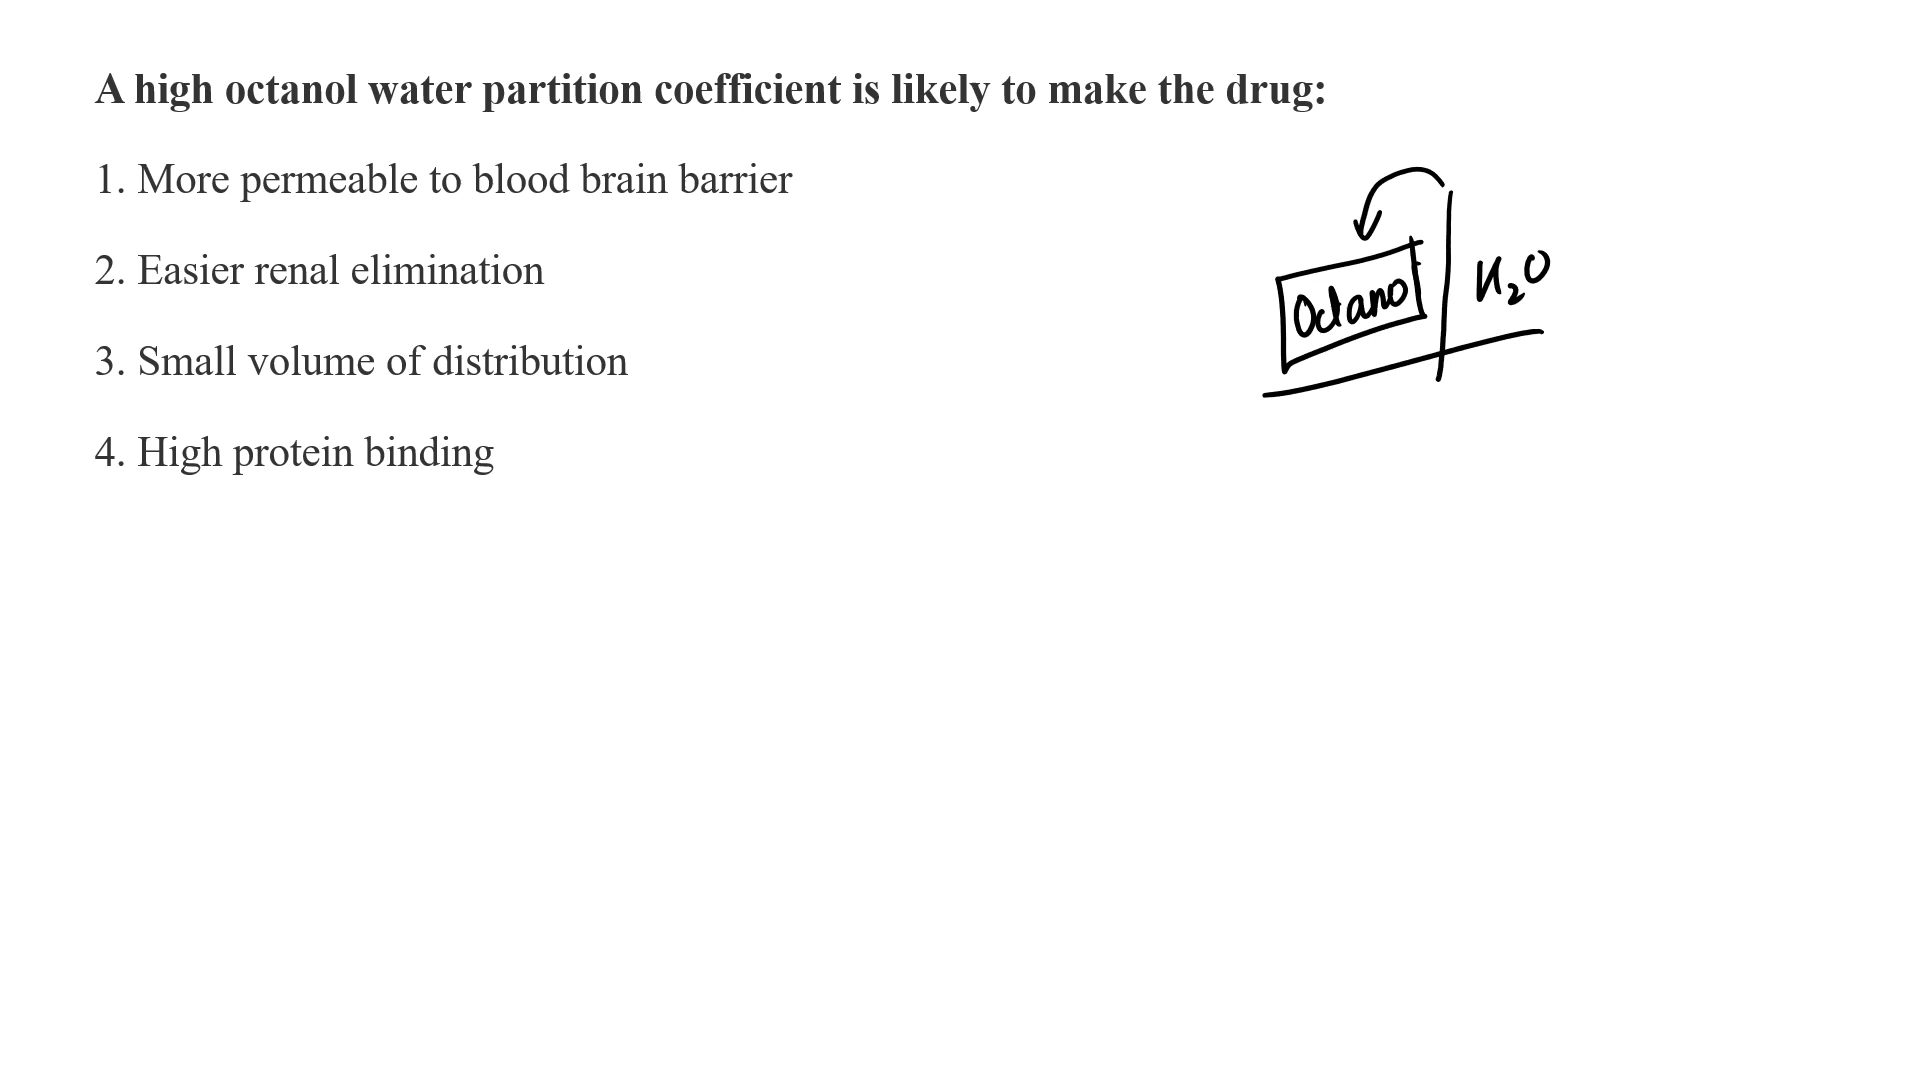 A high octanol water partition coefficient is likely to make the drug:
1. More permeable to blood brain barrier
2. Easier renal elimination
3. Small volume of distribution
4. High protein binding
Octano
H₂O